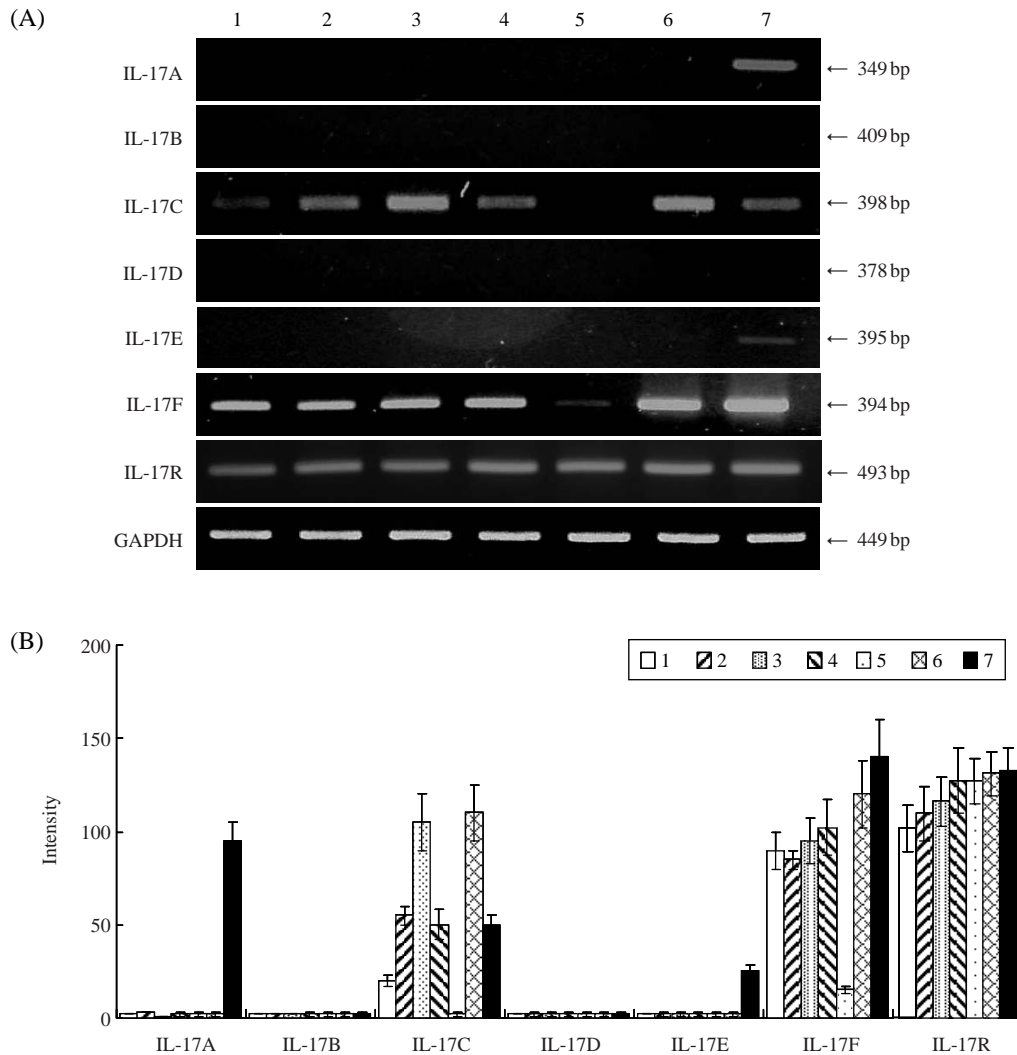 (A)
1 2 3 4 5 6 7
IL-17A ← 349 bp
IL-17B ← 409 bp
IL-17C ← 398 bp
IL-17D ← 378 bp
IL-17E ← 395 bp
IL-17F ← 394 bp
IL-17R ← 493 bp
GAPDH ← 449 bp
(B)
200
1 2 3 4 5 6 7
150
100
50
0
Intensity
IL-17A IL-17B IL-17C IL-17D IL-17E IL-17F IL-17R